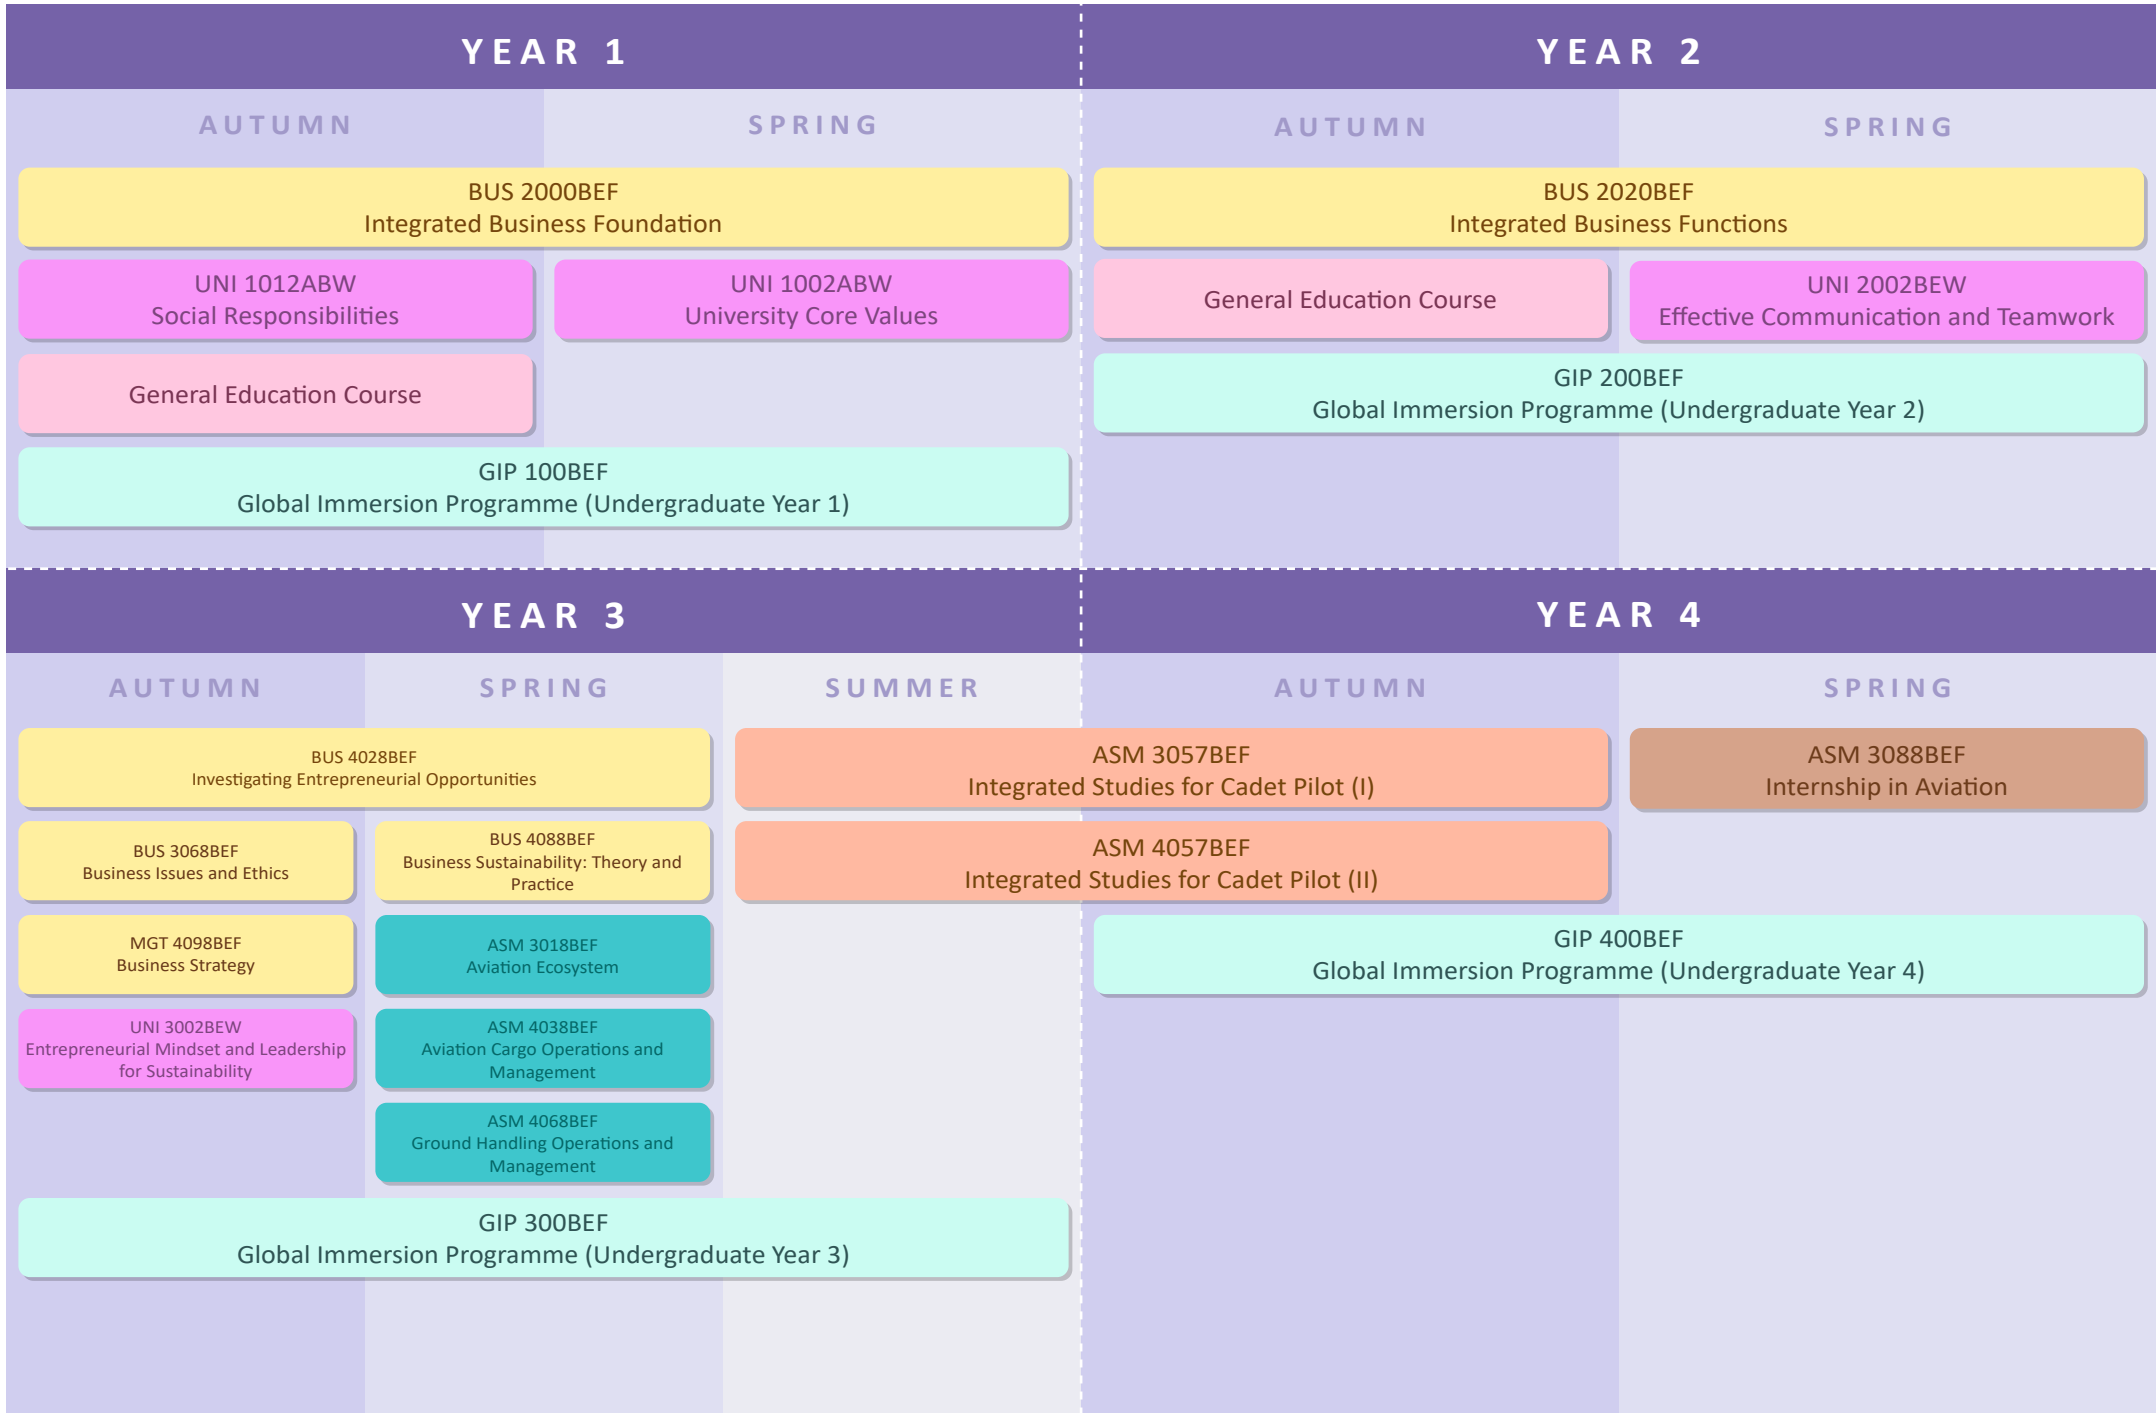 YEAR 1
AUTUMN
SPRING
BUS 2000BEF
Integrated Business Foundation
UNI 1012ABW
Social Responsibilities
UNI 1002ABW
University Core Values
General Education Course
GIP 100BEF
Global Immersion Programme (Undergraduate Year 1)
YEAR 2
AUTUMN
SPRING
BUS 2020BEF
Integrated Business Functions
General Education Course
UNI 2002BEW
Effective Communication and Teamwork
GIP 200BEF
Global Immersion Programme (Undergraduate Year 2)
YEAR 3
AUTUMN
SPRING
SUMMER
BUS 4028BEF
Investigating Entrepreneurial Opportunities
BUS 3068BEF
Business Issues and Ethics
BUS 4088BEF
Business Sustainability: Theory and
Practice
MGT 4098BEF
Business Strategy
ASM 3018BEF
Aviation Ecosystem
UNI 3002BEW
Entrepreneurial Mindset and Leadership
for Sustainability
ASM 4038BEF
Aviation Cargo Operations and
Management
ASM 4068BEF
Ground Handling Operations and
Management
GIP 300BEF
Global Immersion Programme (Undergraduate Year 3)
YEAR 4
AUTUMN
SPRING
ASM 3057BEF
Integrated Studies for Cadet Pilot (I)
ASM 3088BEF
Internship in Aviation
ASM 4057BEF
Integrated Studies for Cadet Pilot (II)
GIP 400BEF
Global Immersion Programme (Undergraduate Year 4)